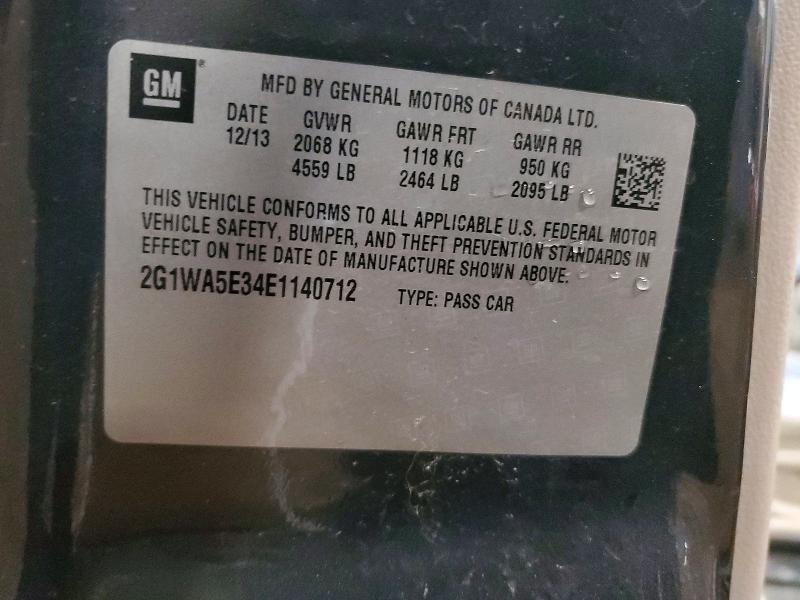 GM®
MFD BY GENERAL MOTORS OF CANADA LTD.
DATE GVWR GAWR FRT GAWR RR
12/13 2068 KG 1118 KG 950 KG
4559 LB 2464 LB 2095 LB
THIS VEHICLE CONFORMS TO ALL APPLICABLE U.S. FEDERAL MOTOR
VEHICLE SAFETY, BUMPER, AND THEFT PREVENTION STANDARDS IN
EFFECT ON THE DATE OF MANUFACTURE SHOWN ABOVE.
2G1WA5E34E1140712 TYPE: PASS CAR